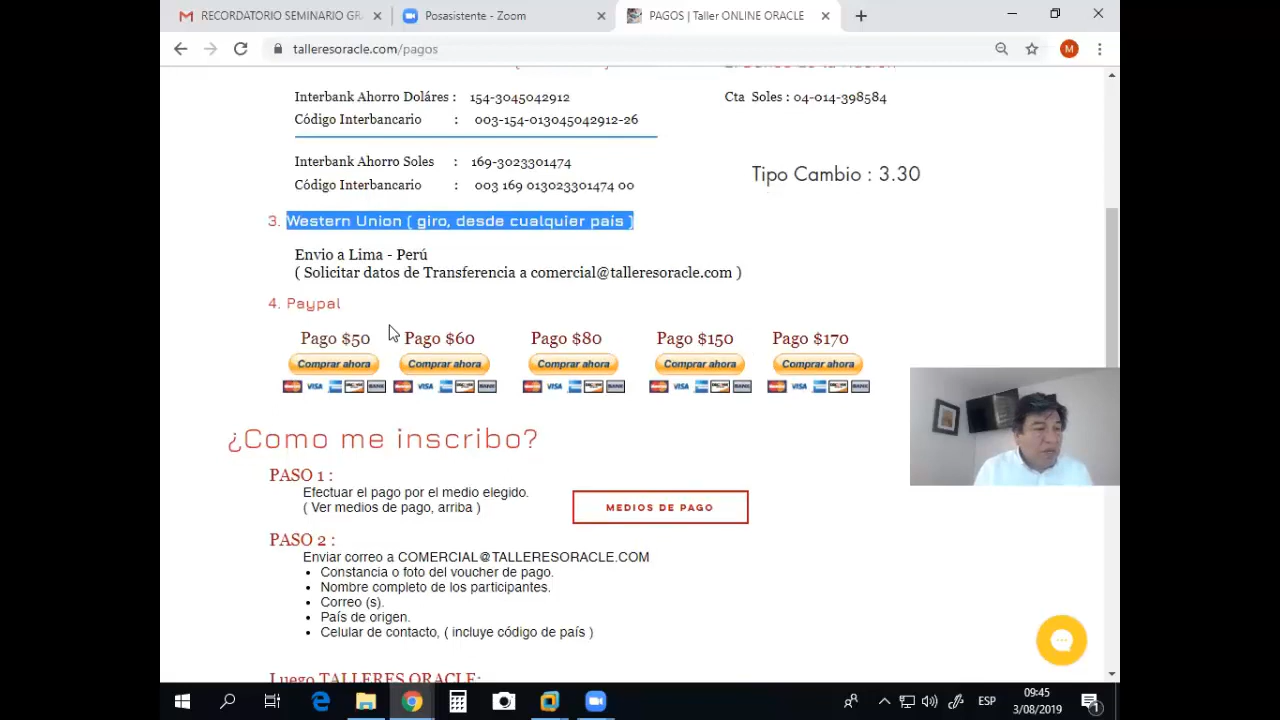 RECORDATORIO SEMINARIO GR
Posasistente - Zoom
PAGOS | Taller ONLINE ORACLE
talleresoracle.com/pagos
M
Interbank Ahorro Doláres : 154-3045042912
Código Interbancario : 003-154-013045042912-26
Cta Soles : 04-014-398584
Interbank Ahorro Soles : 169-3023301474
Código Interbancario : 003 169 013023301474 00
Tipo Cambio : 3.30
3. Western Union ( giro, desde cualquier país )
Envio a Lima - Perú
( Solicitar datos de Transferencia a comercial@talleresoracle.com )
4. Paypal
Pago $50 Pago $60 Pago $80 Pago $150 Pago $170
Comprar ahora Comprar ahora Comprar ahora Comprar ahora Comprar ahora
¿Como me inscribo?
PASO 1 :
Efectuar el pago por el medio elegido.
( Ver medios de pago, arriba )
MEDIOS DE PAGO
PASO 2 :
Enviar correo a COMERCIAL@TALLERESORACLE.COM
• Constancia o foto del voucher de pago.
• Nombre completo de los participantes.
• Correo (s).
• País de origen.
• Celular de contacto, ( incluye código de país )
Luego TALLERES ORACLE:
ESP
09:45
3/08/2019
1